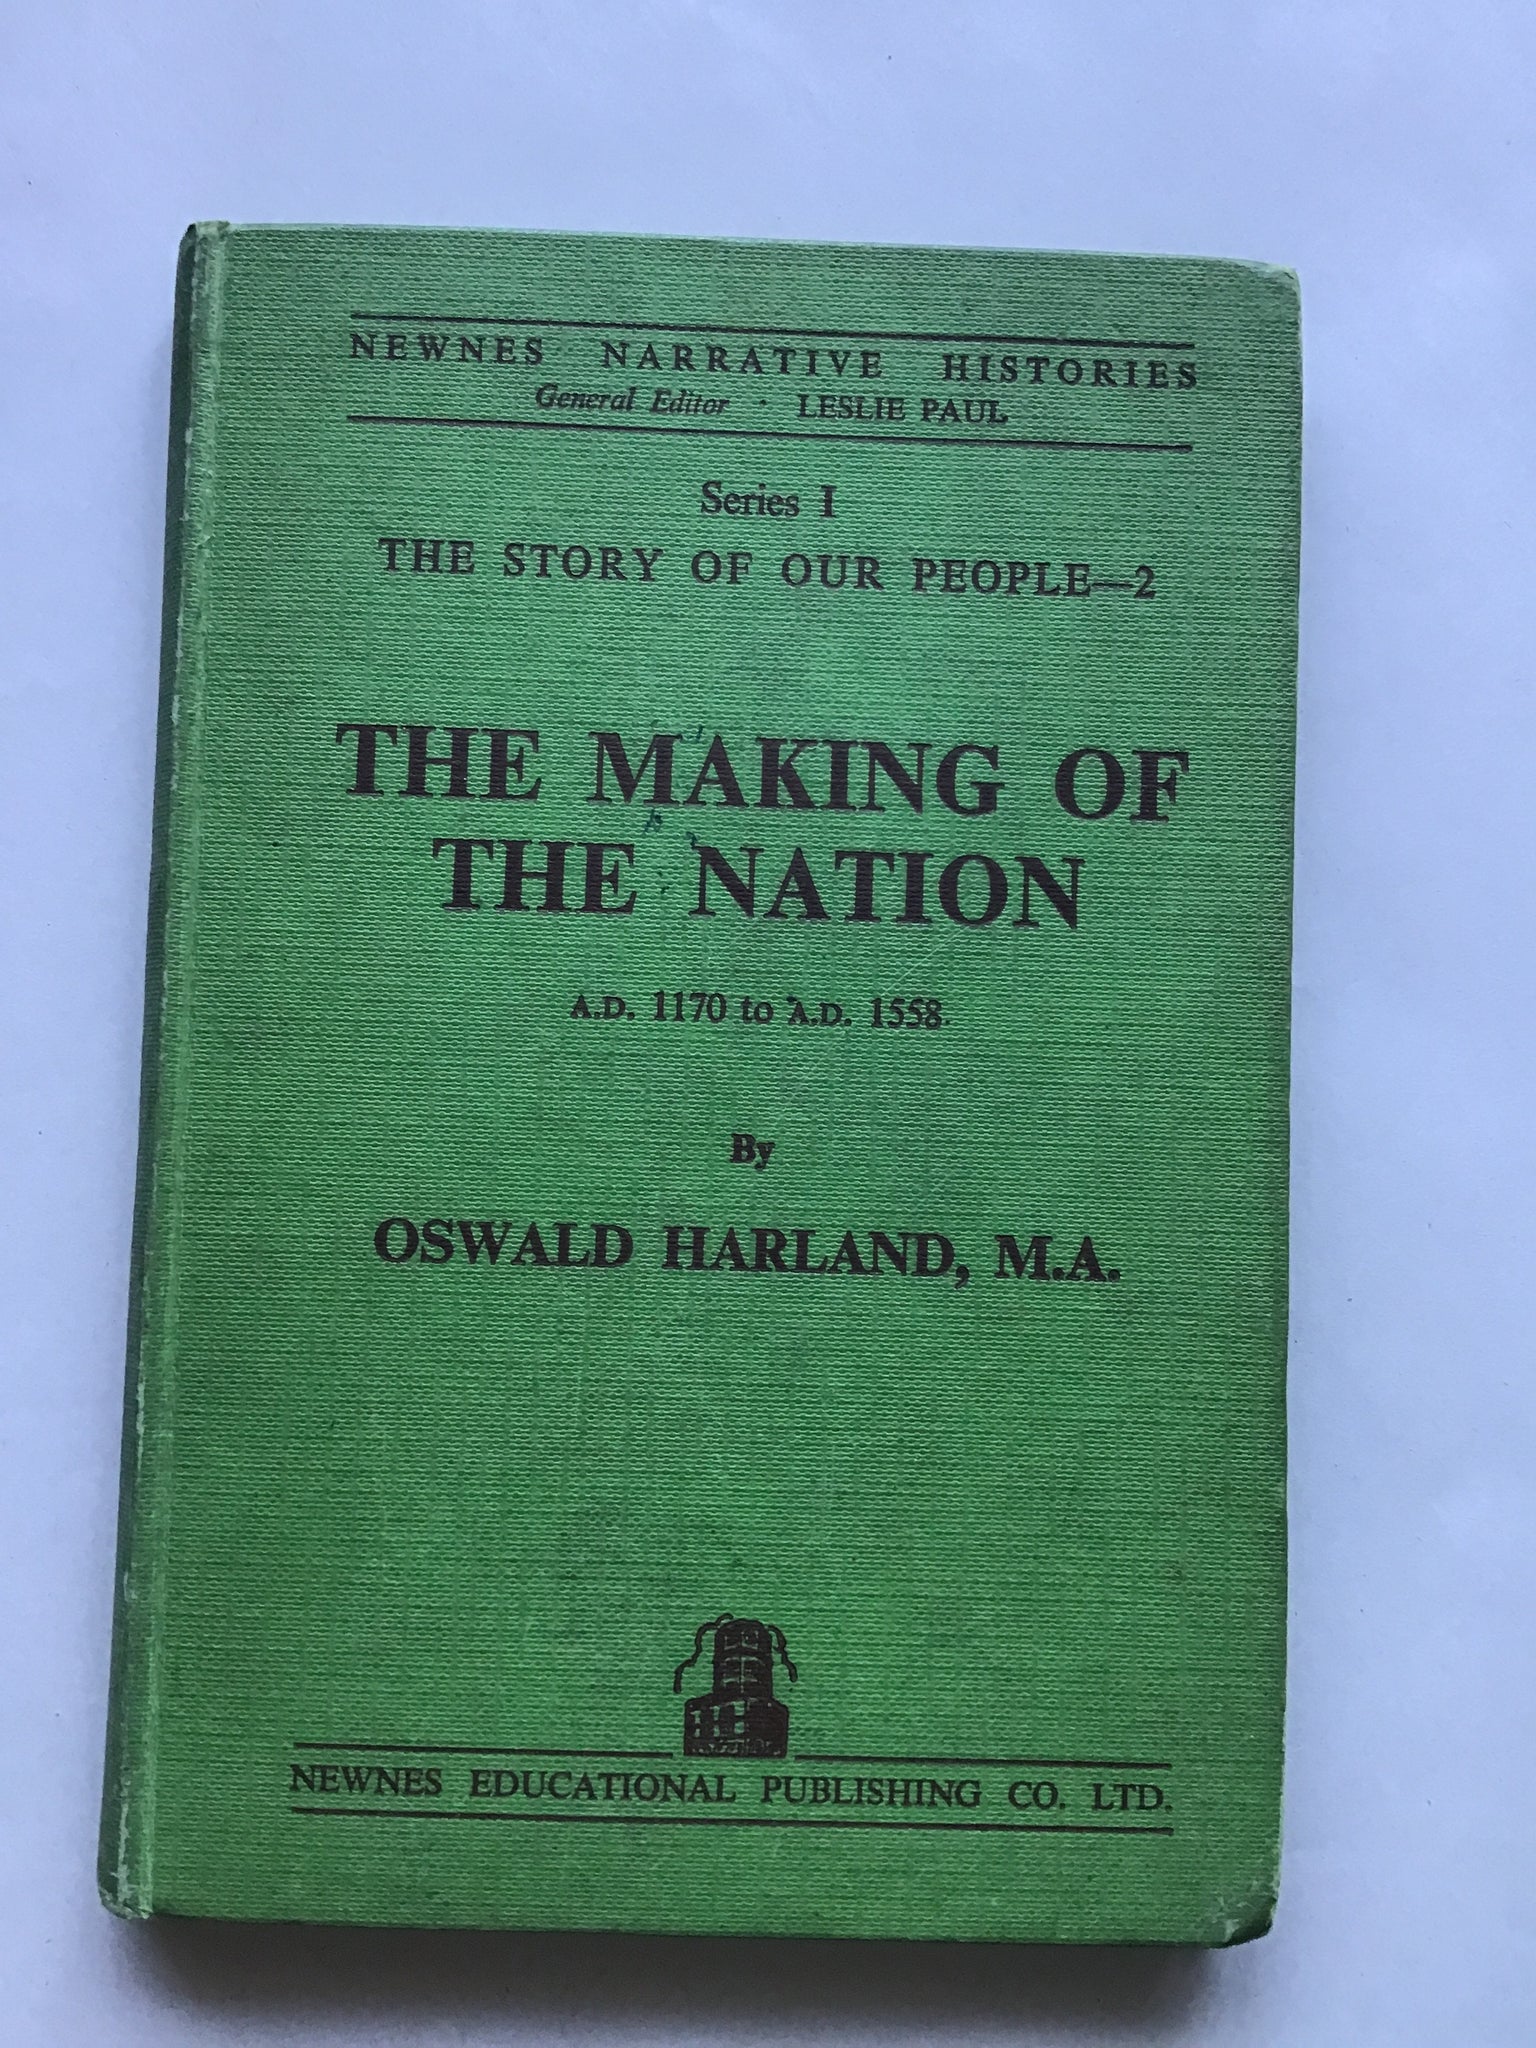 NEWNES NARRATIVE HISTORIES
General Editor · LESLIE PAUL
Series I
THE STORY OF OUR PEOPLE—2
THE MAKING OF
THE NATION
A.D. 1170 to A.D. 1558.
By
OSWALD HARLAND, M.A.
NEWNES EDUCATIONAL PUBLISHING CO. LTD.